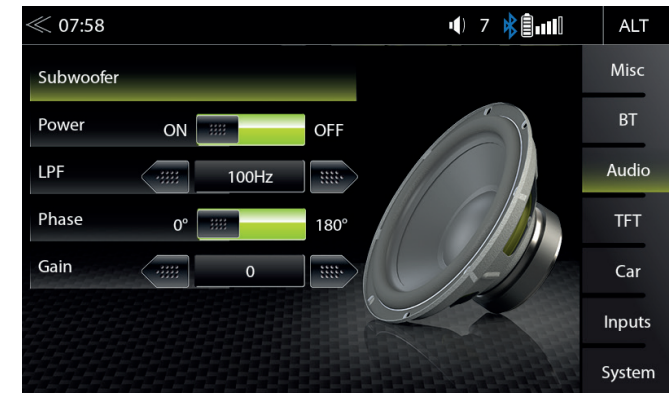 07:58 7 ALT
Subwoofer
Power ON OFF
LPF 100Hz
Phase 0° 180°
Gain 0
Misc
BT
Audio
TFT
Car
Inputs
System